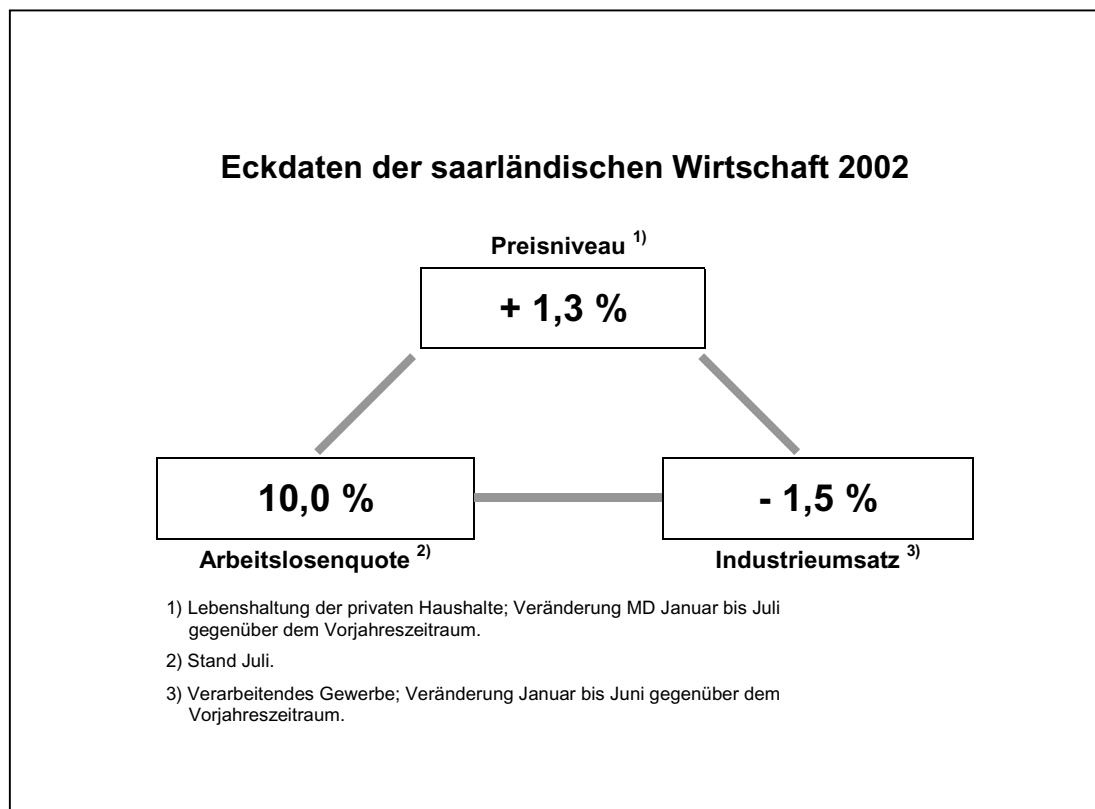 Eckdaten der saarländischen Wirtschaft 2002
Preisniveau 1)
+ 1,3 %
10,0 %
- 1,5 %
Arbeitslosenquote 2)
Industrieumsatz 3)
1) Lebenshaltung der privaten Haushalte; Veränderung MD Januar bis Juli
gegenüber dem Vorjahreszeitraum.
2) Stand Juli.
3) Verarbeitendes Gewerbe; Veränderung Januar bis Juni gegenüber dem
Vorjahreszeitraum.